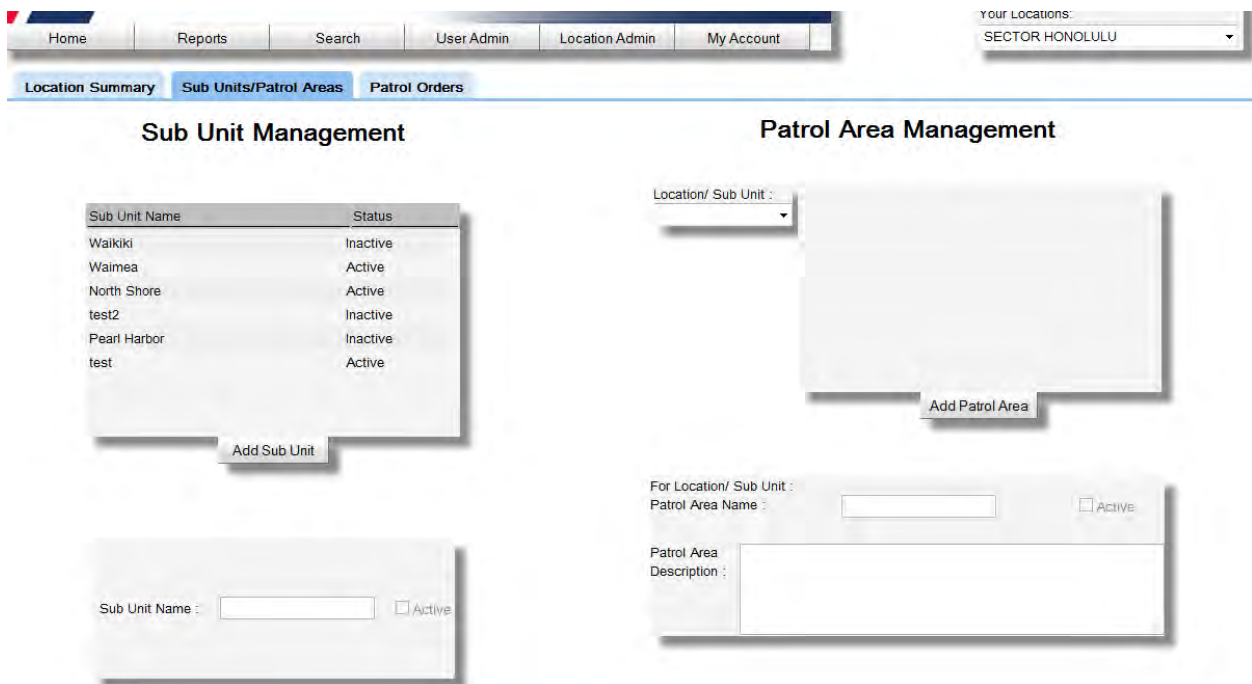 Your Locations:
Home Reports Search User Admin Location Admin My Account
SECTOR HONOLULU
Location Summary Sub Units/Patrol Areas Patrol Orders
Sub Unit Management
Patrol Area Management
Sub Unit Name Status
Waikiki Inactive
Waimea Active
North Shore Active
test2 Inactive
Pearl Harbor Inactive
test Active
Add Sub Unit
Sub Unit Name : Active
Location/ Sub Unit :
Add Patrol Area
For Location/ Sub Unit :
Patrol Area Name : Active
Patrol Area
Description :